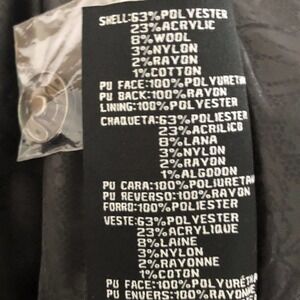 SHELL:63%POLYESTER
23%ACRYLIC
8%WOOL
3%NYLON
2%RAYON
1%COTTON
PU FACE:100%POLYURETH
PU BACK:100%RAYON
LINING:100%POLYESTER
CHAQUETA:63%POLIESTER
23%ACRILICO
8%LANA
3%NYLON
2%RAYON
1%ALGODON
PU CARA:100%POLIURETAN
PU REVERSO:100%RAYON
FORRO:100%POLIESTER
VESTE:63%POLYESTER
23%ACRYLIQUE
8%LAINE
3%NYLON
2%RAYONNE
1%COTON
PU FACE:100%POLYURÉTHA
PU ENVERS:100%RAYON